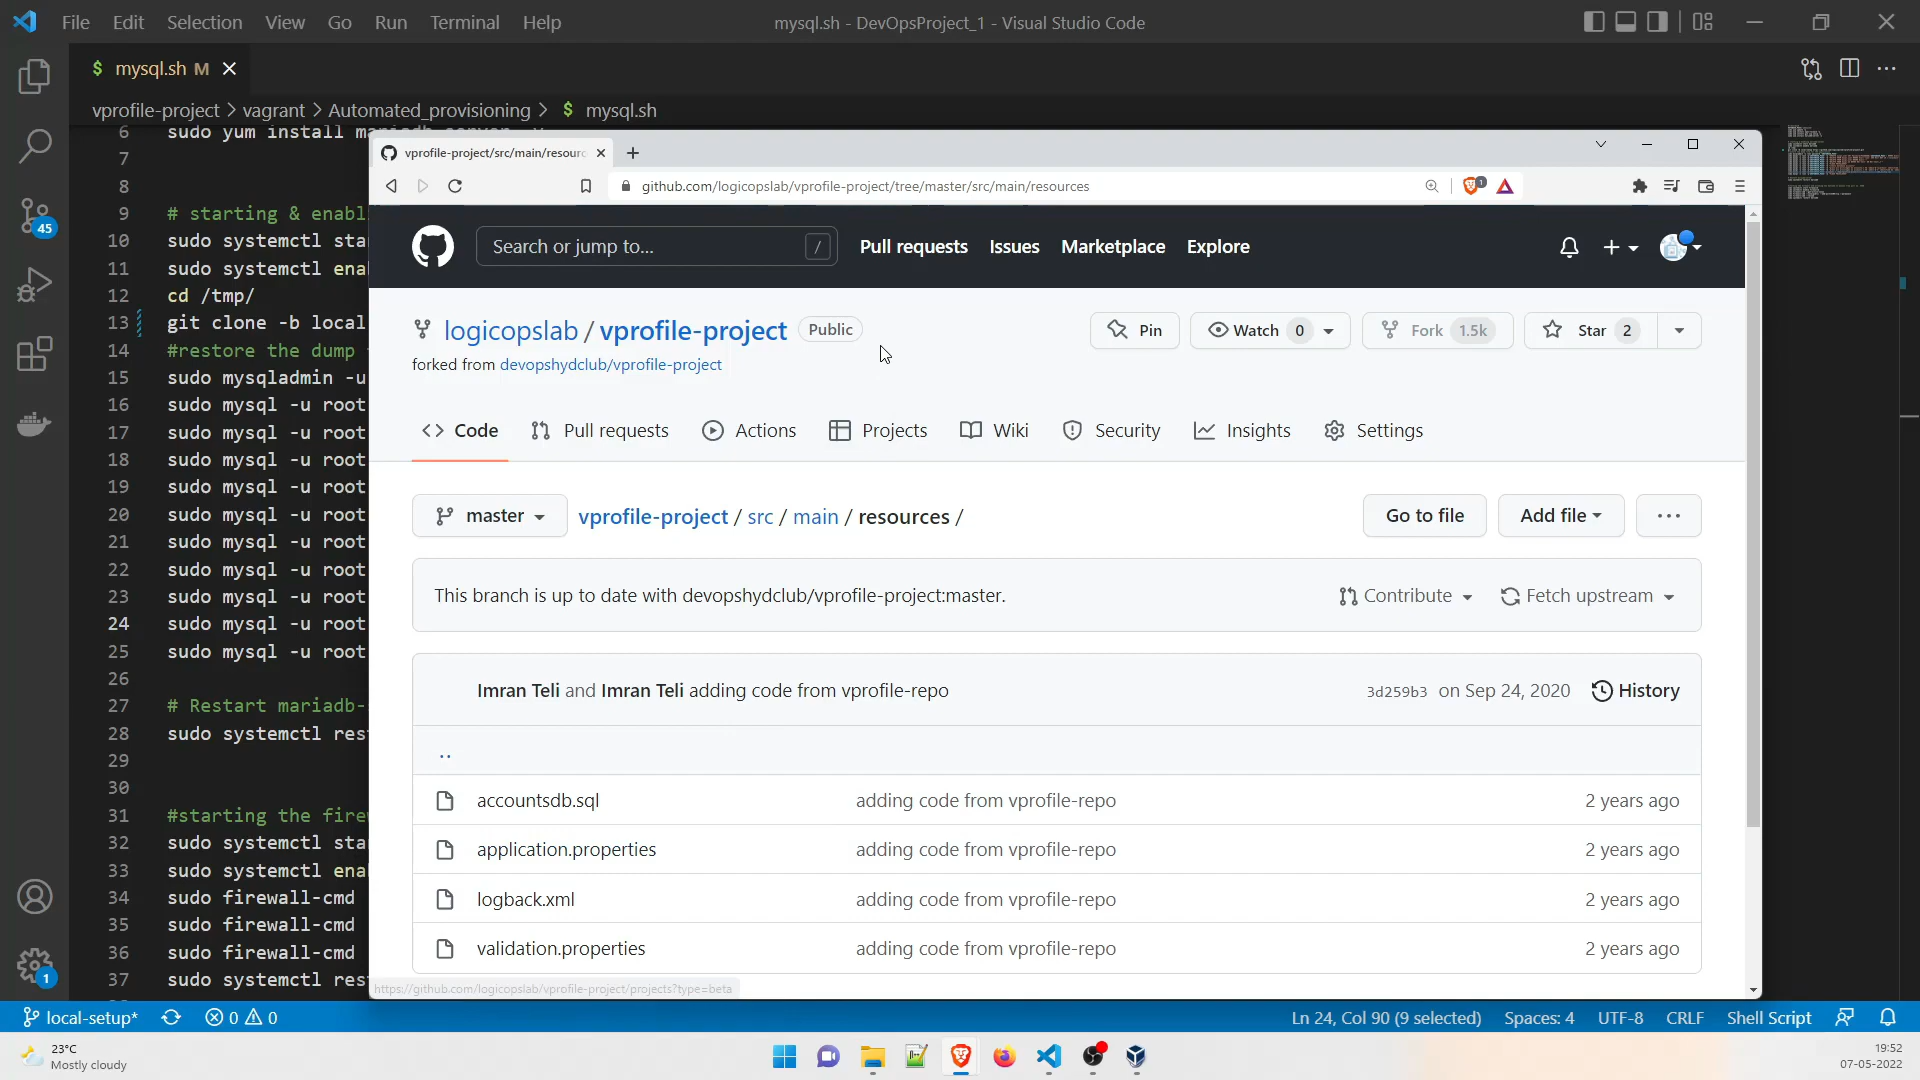 File Edit Selection View Go Run Terminal Help
mysql.sh - DevOpsProject_1 - Visual Studio Code
$ mysql.sh M
vprofile-project > vagrant > Automated_provisioning > $ mysql.sh
6 sudo yum install mariadb-server -y
7
8
9 # starting & enabl
10 sudo systemctl sta
11 sudo systemctl ena
12 cd /tmp/
13 git clone -b local
14 #restore the dump
15 sudo mysqladmin -u
16 sudo mysql -u root
17 sudo mysql -u root
18 sudo mysql -u root
19 sudo mysql -u root
20 sudo mysql -u root
21 sudo mysql -u root
22 sudo mysql -u root
23 sudo mysql -u root
24 sudo mysql -u root
25 sudo mysql -u root
26
27 # Restart mariadb-
28 sudo systemctl res
29
30
31 #starting the fire
32 sudo systemctl sta
33 sudo systemctl ena
34 sudo firewall-cmd
35 sudo firewall-cmd
36 sudo firewall-cmd
37 sudo systemctl res
45
1
vprofile-project/src/main/resourc
github.com/logicopslab/vprofile-project/tree/master/src/main/resources
1
Search or jump to... /
Pull requests Issues Marketplace Explore
logicopslab / vprofile-project Public
forked from devopshydclub/vprofile-project
Pin Watch 0 Fork 1.5k Star 2
Code Pull requests Actions Projects Wiki Security Insights Settings
master vprofile-project / src / main / resources /
Go to file Add file
This branch is up to date with devopshydclub/vprofile-project:master.
Contribute Fetch upstream
Imran Teli and Imran Teli adding code from vprofile-repo 3d259b3 on Sep 24, 2020 History
..
accountsdb.sql adding code from vprofile-repo 2 years ago
application.properties adding code from vprofile-repo 2 years ago
logback.xml adding code from vprofile-repo 2 years ago
validation.properties adding code from vprofile-repo 2 years ago
https://github.com/logicopslab/vprofile-project/projects?type=beta
local-setup* 0 0
Ln 24, Col 90 (9 selected) Spaces: 4 UTF-8 CRLF Shell Script
23°C
Mostly cloudy
19:52
07-05-2022